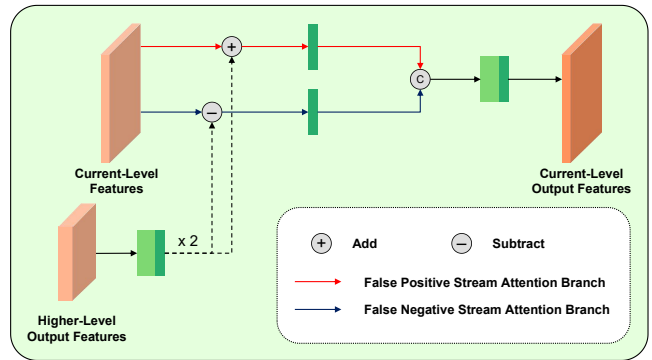 +
−
C
Current-Level
Features
Current-Level
Output Features
x 2
Higher-Level
Output Features
+ Add
− Subtract
False Positive Stream Attention Branch
False Negative Stream Attention Branch